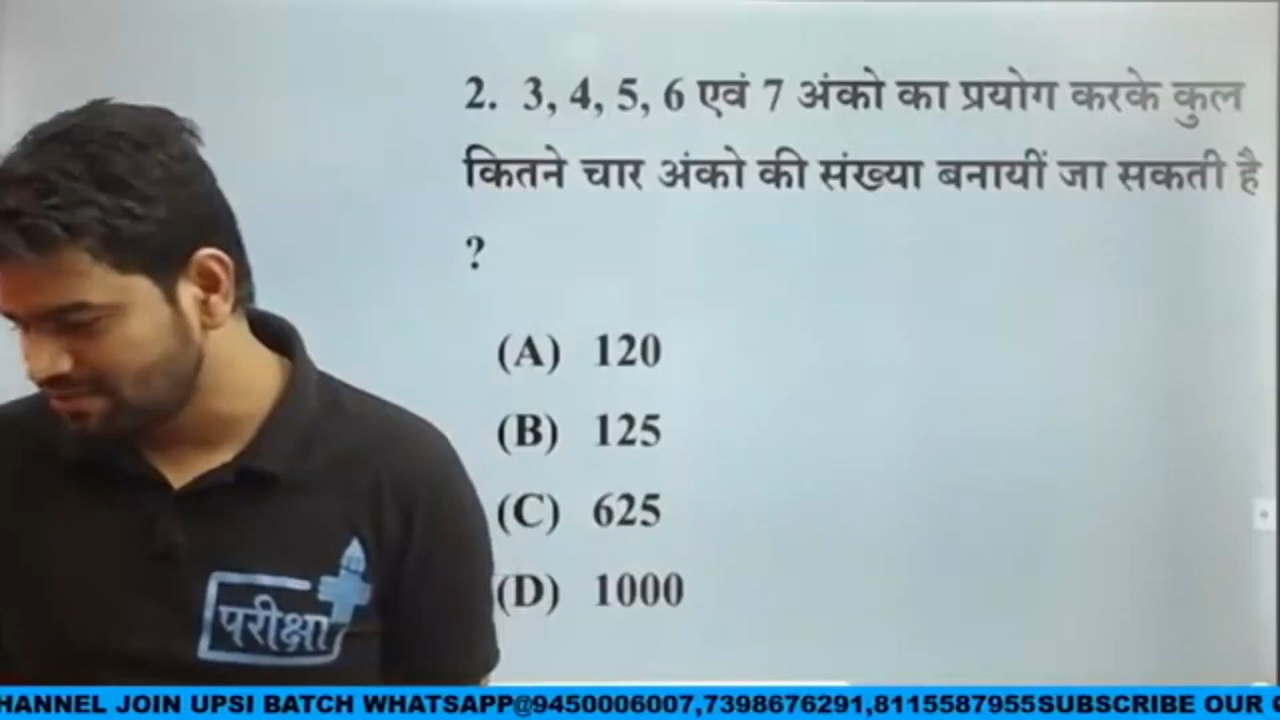 2. 3, 4, 5, 6 एवं 7 अंको का प्रयोग करके कुल
कितने चार अंको की संख्या बनायीं जा सकती है
?
(A) 120
(B) 125
(C) 625
(D) 1000
परीक्षा
HANNEL JOIN UPSI BATCH WHATSAPP@9450006007,7398676291,8115587955SUBSCRIBE OUR